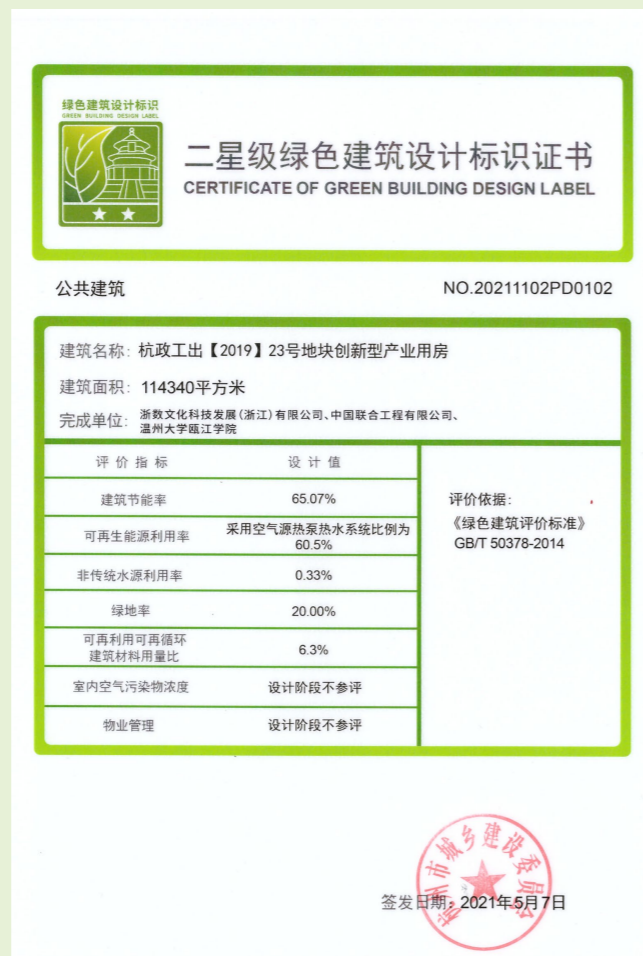 绿色建筑设计标识
GREEN BUILDING DESIGN LABEL
二星级绿色建筑设计标识证书
CERTIFICATE OF GREEN BUILDING DESIGN LABEL
公共建筑
NO.20211102PD0102
建筑名称: 杭政工出【2019】23号地块创新型产业用房
建筑面积: 114340平方米
完成单位: 浙数文化科技发展(浙江)有限公司、中国联合工程有限公司、
温州大学瓯江学院
评价指标 设计值
建筑节能率 65.07%
可再生能源利用率 采用空气源热泵热水系统比例为
60.5%
非传统水源利用率 0.33%
绿地率 20.00%
可再利用可再循环
建筑材料用量比 6.3%
室内空气污染物浓度 设计阶段不参评
物业管理 设计阶段不参评
评价依据:
《绿色建筑评价标准》
GB/T 50378-2014
杭州市城乡建设委员会
签发日期: 2021年5月7日